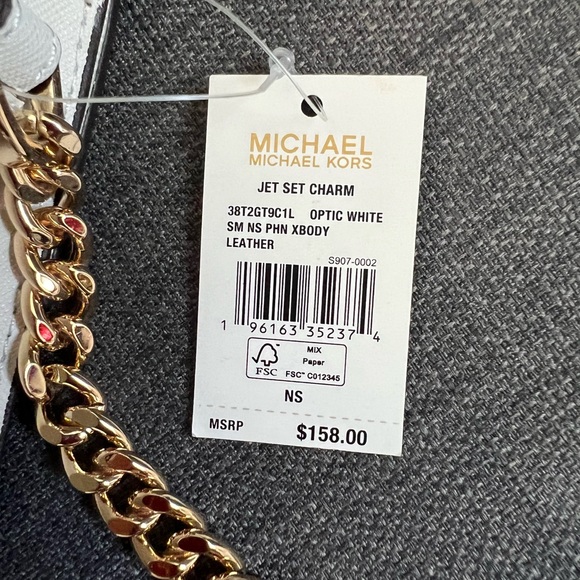 MICHAEL
MICHAEL KORS
JET SET CHARM
38T2GT9C1L OPTIC WHITE
SM NS PHN XBODY
LEATHER
S907-0002
1 96163 35237 4
FSC
MIX
Paper
FSC™ C012345
NS
MSRP $158.00